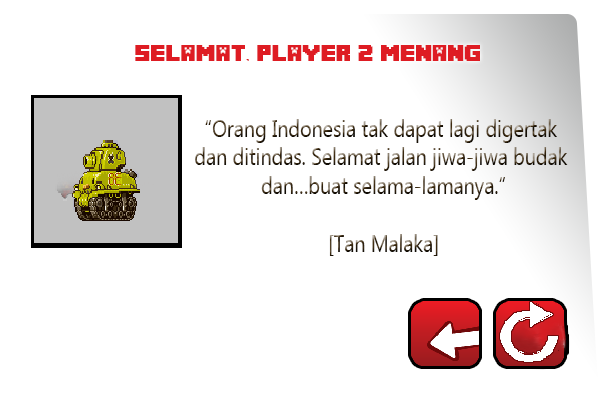 SELAMAT, PLAYER 2 MENANG
“Orang Indonesia tak dapat lagi digertak
dan ditindas. Selamat jalan jiwa-jiwa budak
dan...buat selama-lamanya.“
[Tan Malaka]